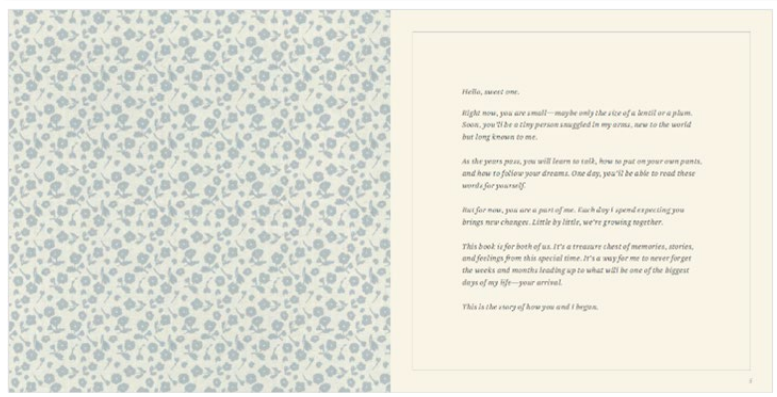 Hello, sweet one.
Right now, you are small—maybe only the size of a lentil or a plum.
Soon, you'll be a tiny person snuggled in my arms, new to the world
but long known to me.
As the years pass, you will learn to talk, how to put on your own pants,
and how to follow your dreams. One day, you'll be able to read these
words for yourself.
But for now, you are a part of me. Each day I spend expecting you
brings new changes. Little by little, we're growing together.
This book is for both of us. It's a treasure chest of memories, stories,
and feelings from this special time. It's a way for me to never forget
the weeks and months leading up to what will be one of the biggest
days of my life—your arrival.
This is the story of how you and I began.